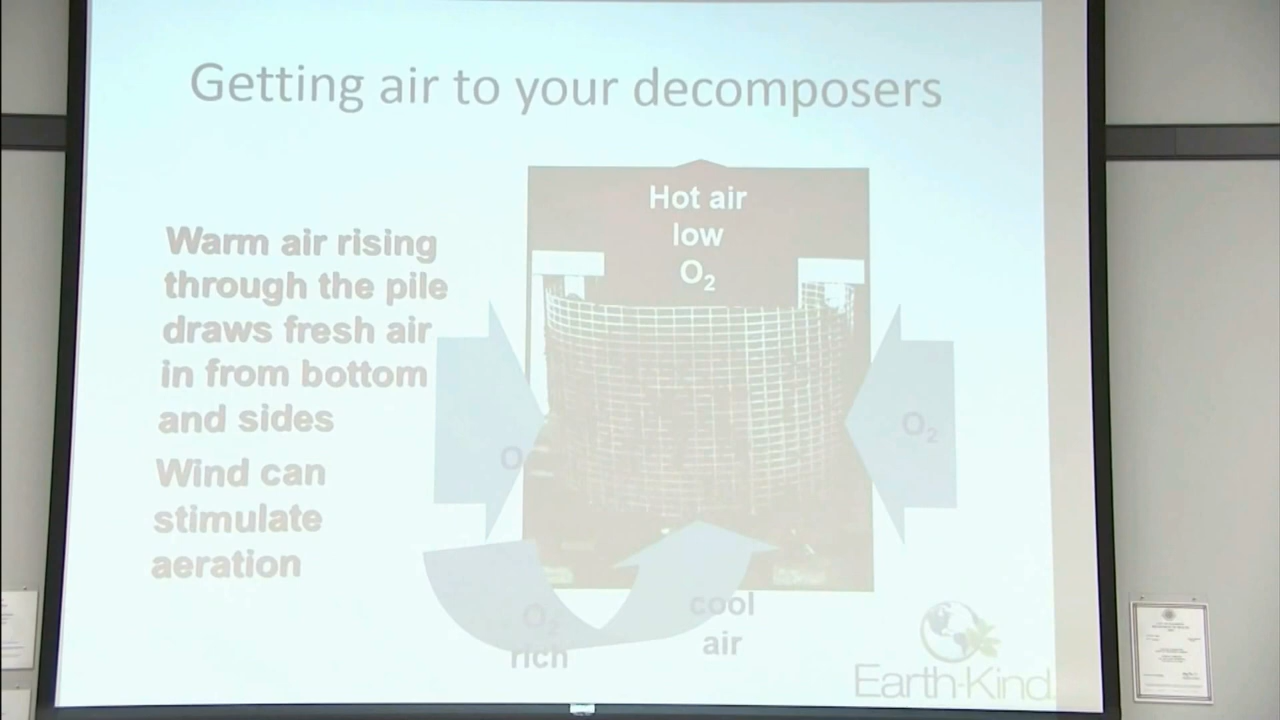 Getting air to your decomposers
Warm air rising
through the pile
draws fresh air
in from bottom
and sides
Wind can
stimulate
aeration
Hot air
low
O₂
O
O₂
O₂
rich
cool
air
Earth-Kind